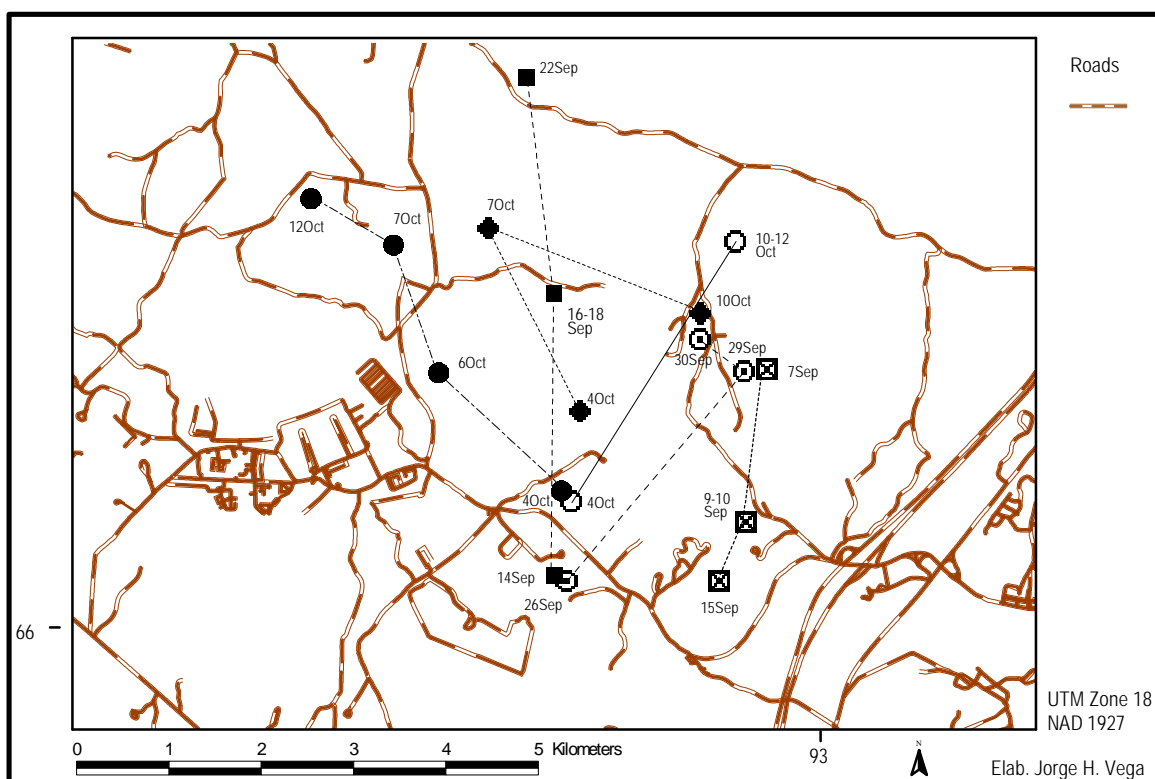 22Sep
Roads
12Oct
7Oct
7Oct
10-12
Oct
16-18
Sep
10Oct
30Sep
29Sep
7Sep
6Oct
4Oct
4Oct
4Oct
9-10
Sep
14Sep
26Sep
15Sep
66
UTM Zone 18
NAD 1927
0 1 2 3 4 5 Kilometers
93
N
Elab. Jorge H. Vega